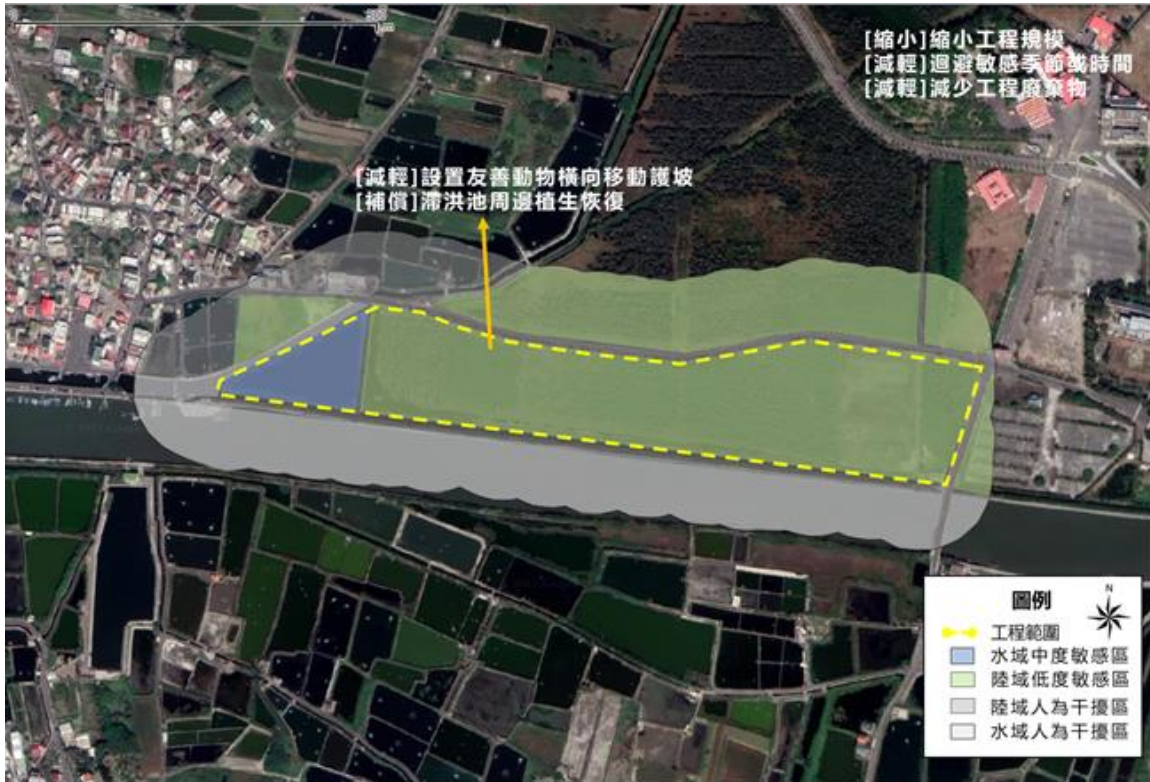 [縮小]縮小工程規模
[減輕]迴避敏感季節或時間
[減輕]減少工程廢棄物
[減輕]設置友善動物橫向移動護坡
[補償]滯洪池周邊植生恢復
圖例
N
工程範圍
水域中度敏感區
陸域低度敏感區
陸域人為干擾區
水域人為干擾區